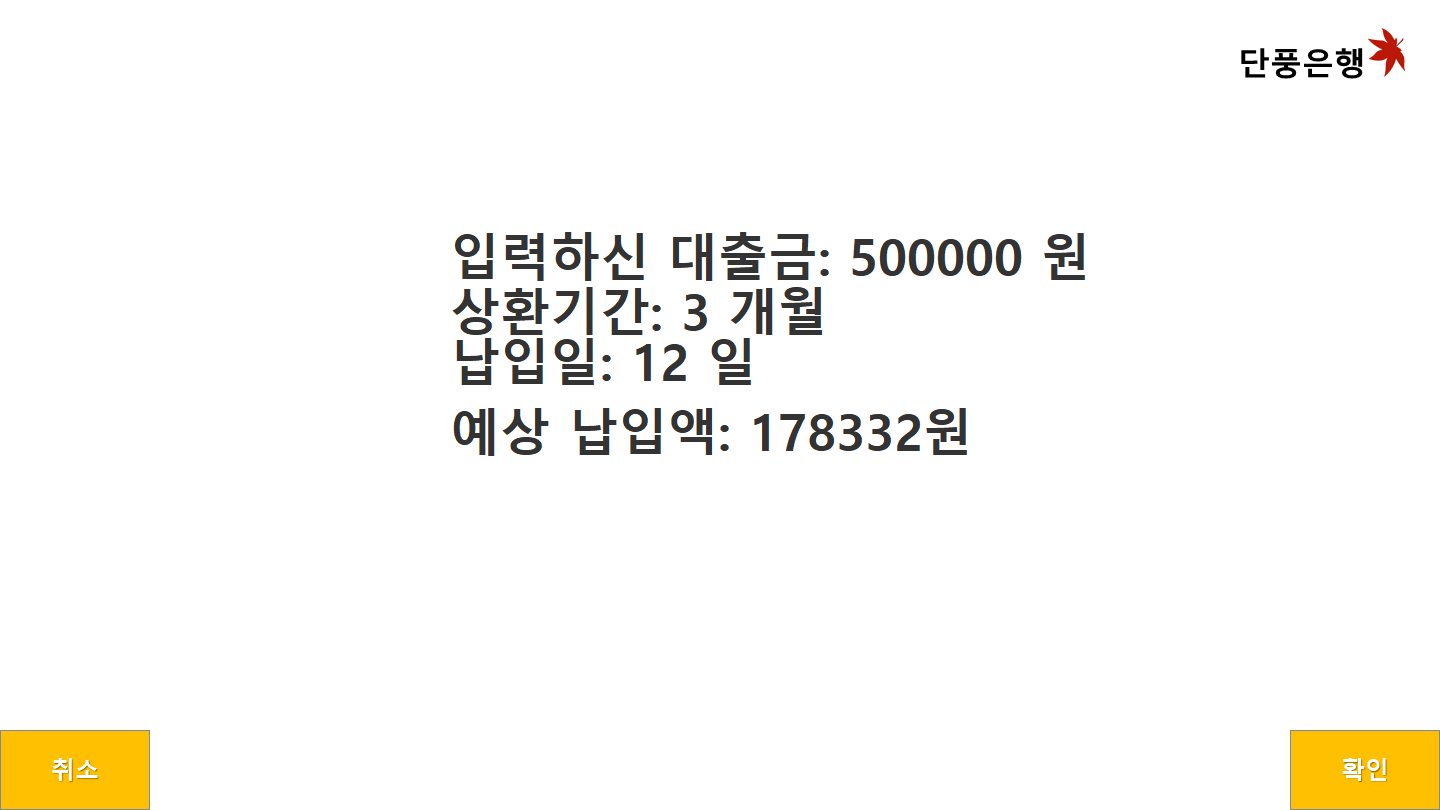 단풍은행
입력하신 대출금: 500000 원
상환기간: 3 개월
납입일: 12 일
예상 납입액: 178332원
취소
확인